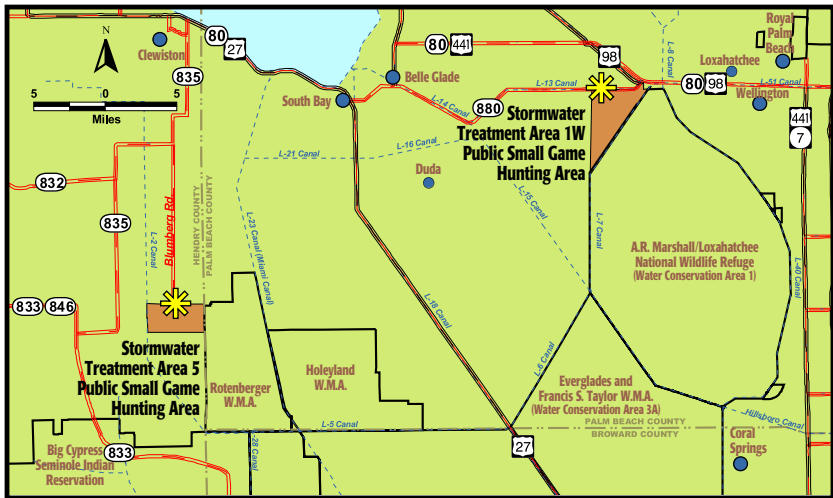 N
Clewiston
5
5
5
Miles
80
27
835
80
441
98
Belle Glade
South Bay
L-14 Canal
880
L-13 Canal
L-8 Canal
Royal
Palm
Beach
Loxahatchee
L-51 Canal
80
98
Wellington
441
7
Stormwater
Treatment Area 1W
Public Small Game
Hunting Area
L-16 Canal
L-21 Canal
Duda
L-15 Canal
L-7 Canal
832
835
Blumberg Rd.
L-2 Canal
HENDRY COUNTY
PALM BEACH COUNTY
L-23 Canal (Miami Canal)
A.R. Marshall/Loxahatchee
National Wildlife Refuge
(Water Conservation Area 1)
L-40 Canal
833
846
L-18 Canal
L-6 Canal
Stormwater
Treatment Area 5
Public Small Game
Hunting Area
Rotenberger
W.M.A.
Holeyland
W.M.A.
Everglades and
Francis S. Taylor W.M.A.
(Water Conservation Area 3A)
Hillsboro Canal
L-5 Canal
PALM BEACH COUNTY
BROWARD COUNTY
L-28 Canal
27
Coral
Springs
Big Cypress
Seminole Indian
Reservation
833